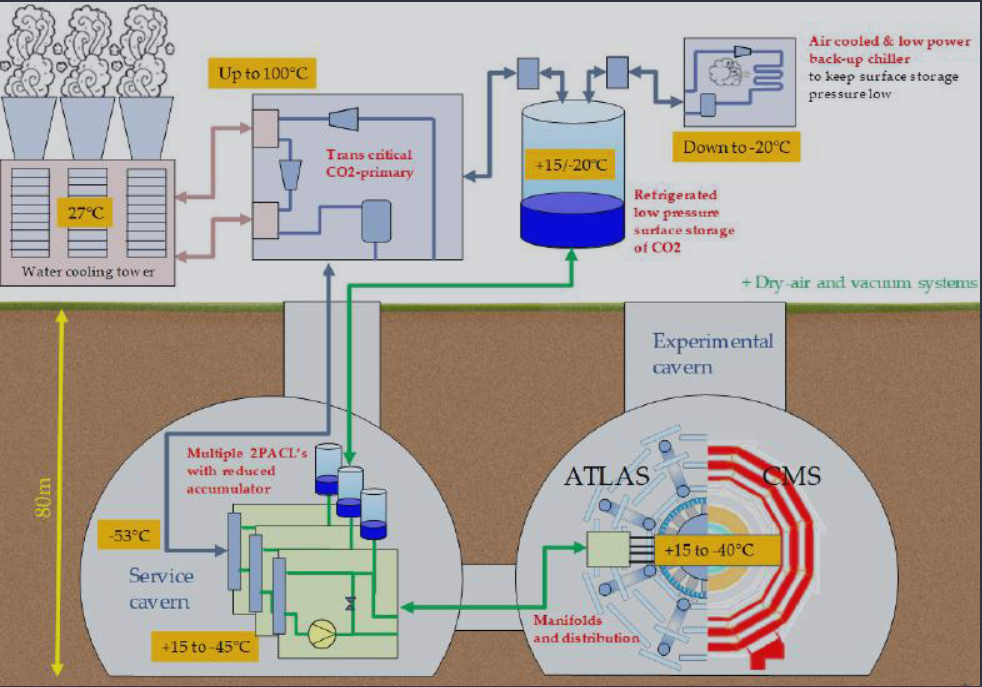 Up to 100°C
Air cooled & low power
back-up chiller
to keep surface storage
pressure low
Trans critical
CO2-primary
Down to -20°C
+15/-20°C
27°C
Refrigerated
low pressure
surface storage
of CO2
Water cooling tower
+ Dry-air and vacuum systems
Experimental
cavern
80m
Multiple 2PACL's
with reduced
accumulator
ATLAS
CMS
-53°C
+15 to -40°C
Service
cavern
Manifolds
and distribution
+15 to -45°C